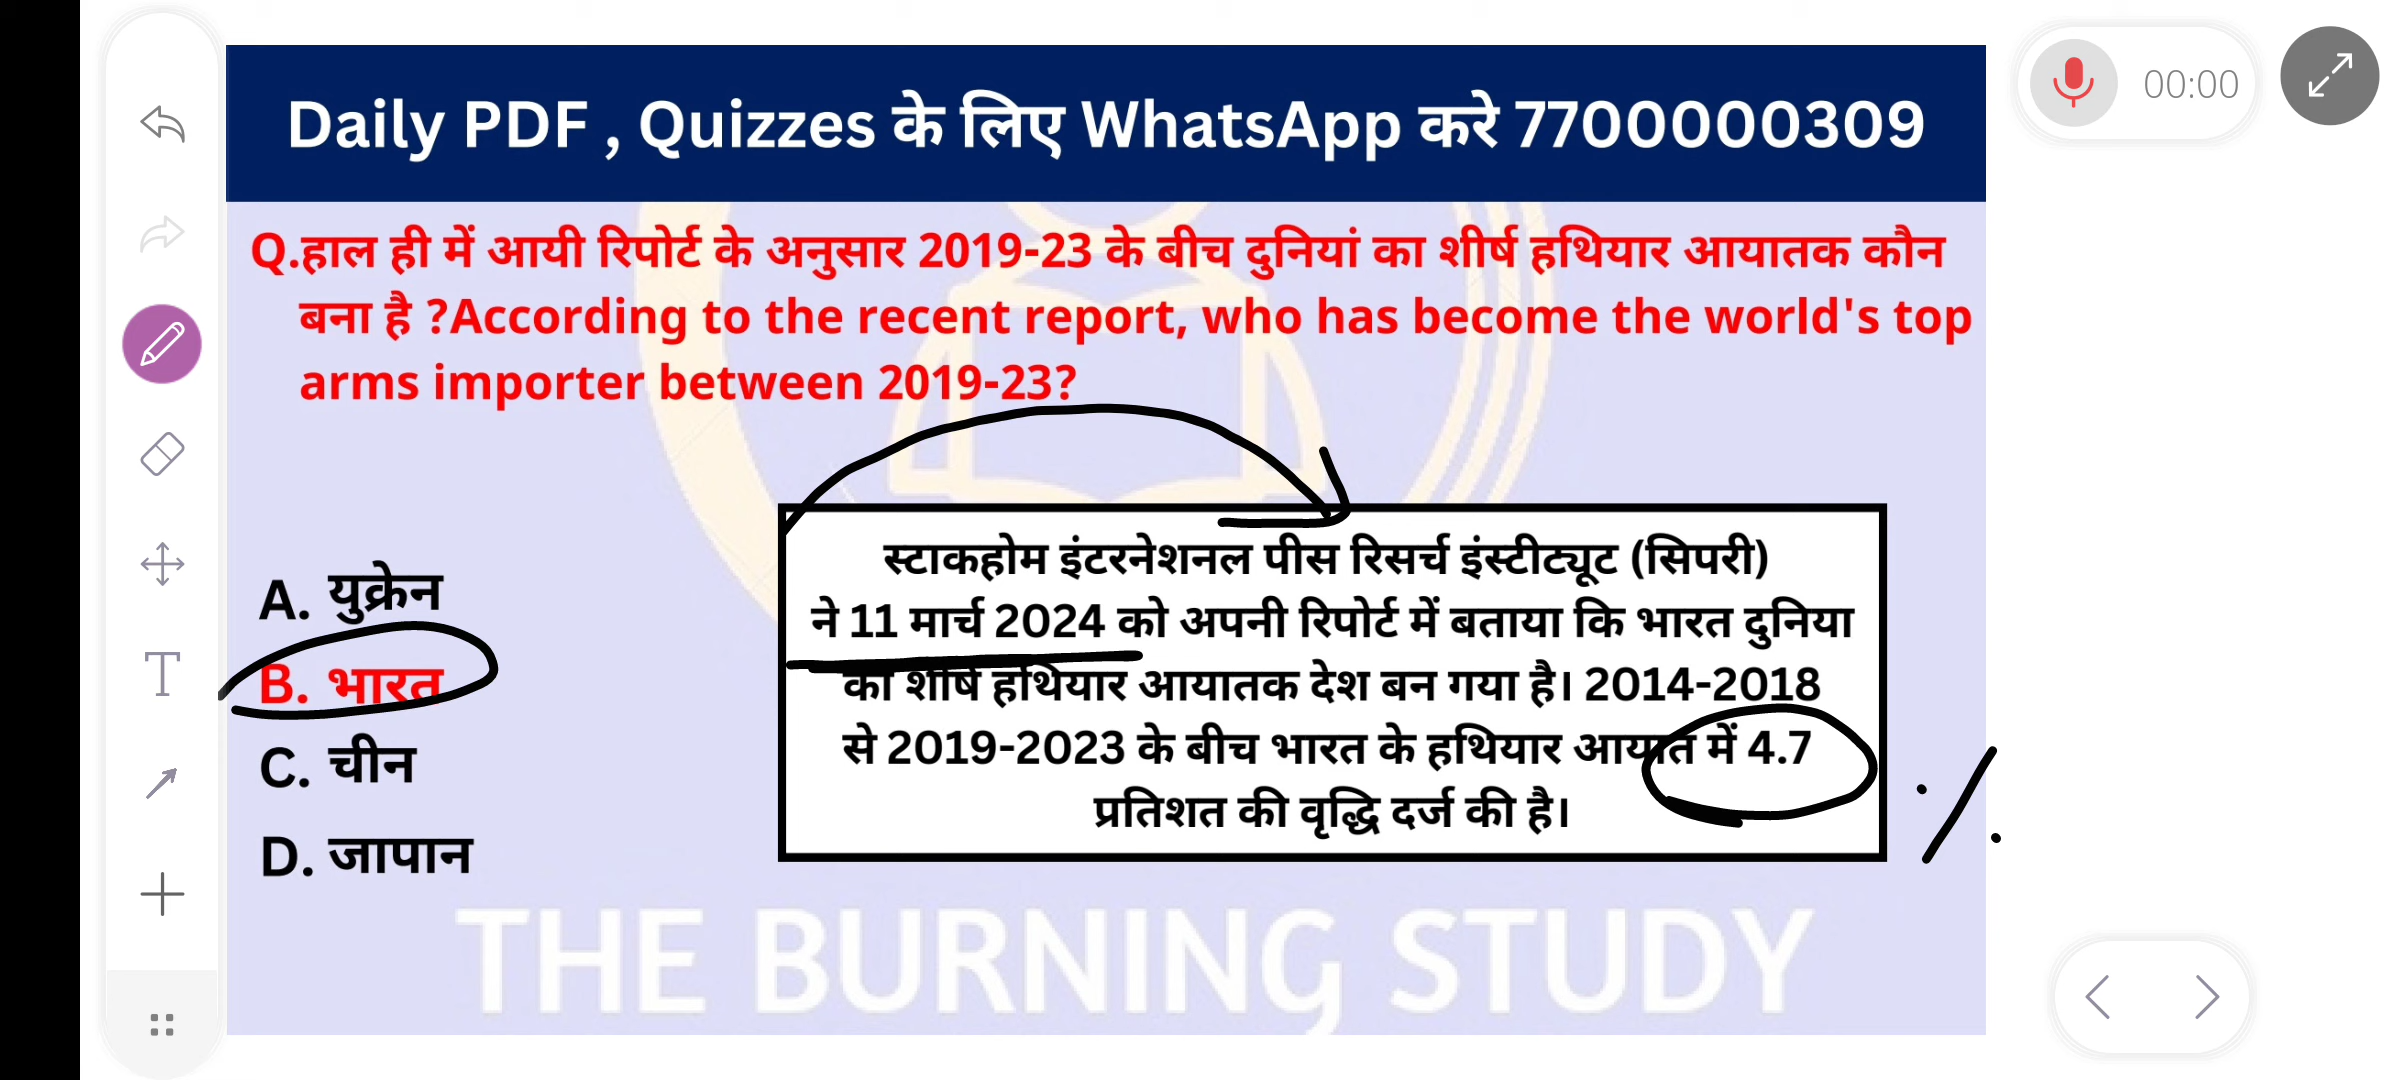 00:00
Daily PDF , Quizzes के लिए WhatsApp करे 7700000309
Q.हाल ही में आयी रिपोर्ट के अनुसार 2019-23 के बीच दुनियां का शीर्ष हथियार आयातक कौन
बना है ?According to the recent report, who has become the world's top
arms importer between 2019-23?
A. युक्रेन
B. भारत
C. चीन
D. जापान
स्टाकहोम इंटरनेशनल पीस रिसर्च इंस्टीट्यूट (सिपरी)
ने 11 मार्च 2024 को अपनी रिपोर्ट में बताया कि भारत दुनिया
का शीर्ष हथियार आयातक देश बन गया है। 2014-2018
से 2019-2023 के बीच भारत के हथियार आयात में 4.7
प्रतिशत की वृद्धि दर्ज की है।
%
THE BURNING STUDY
T